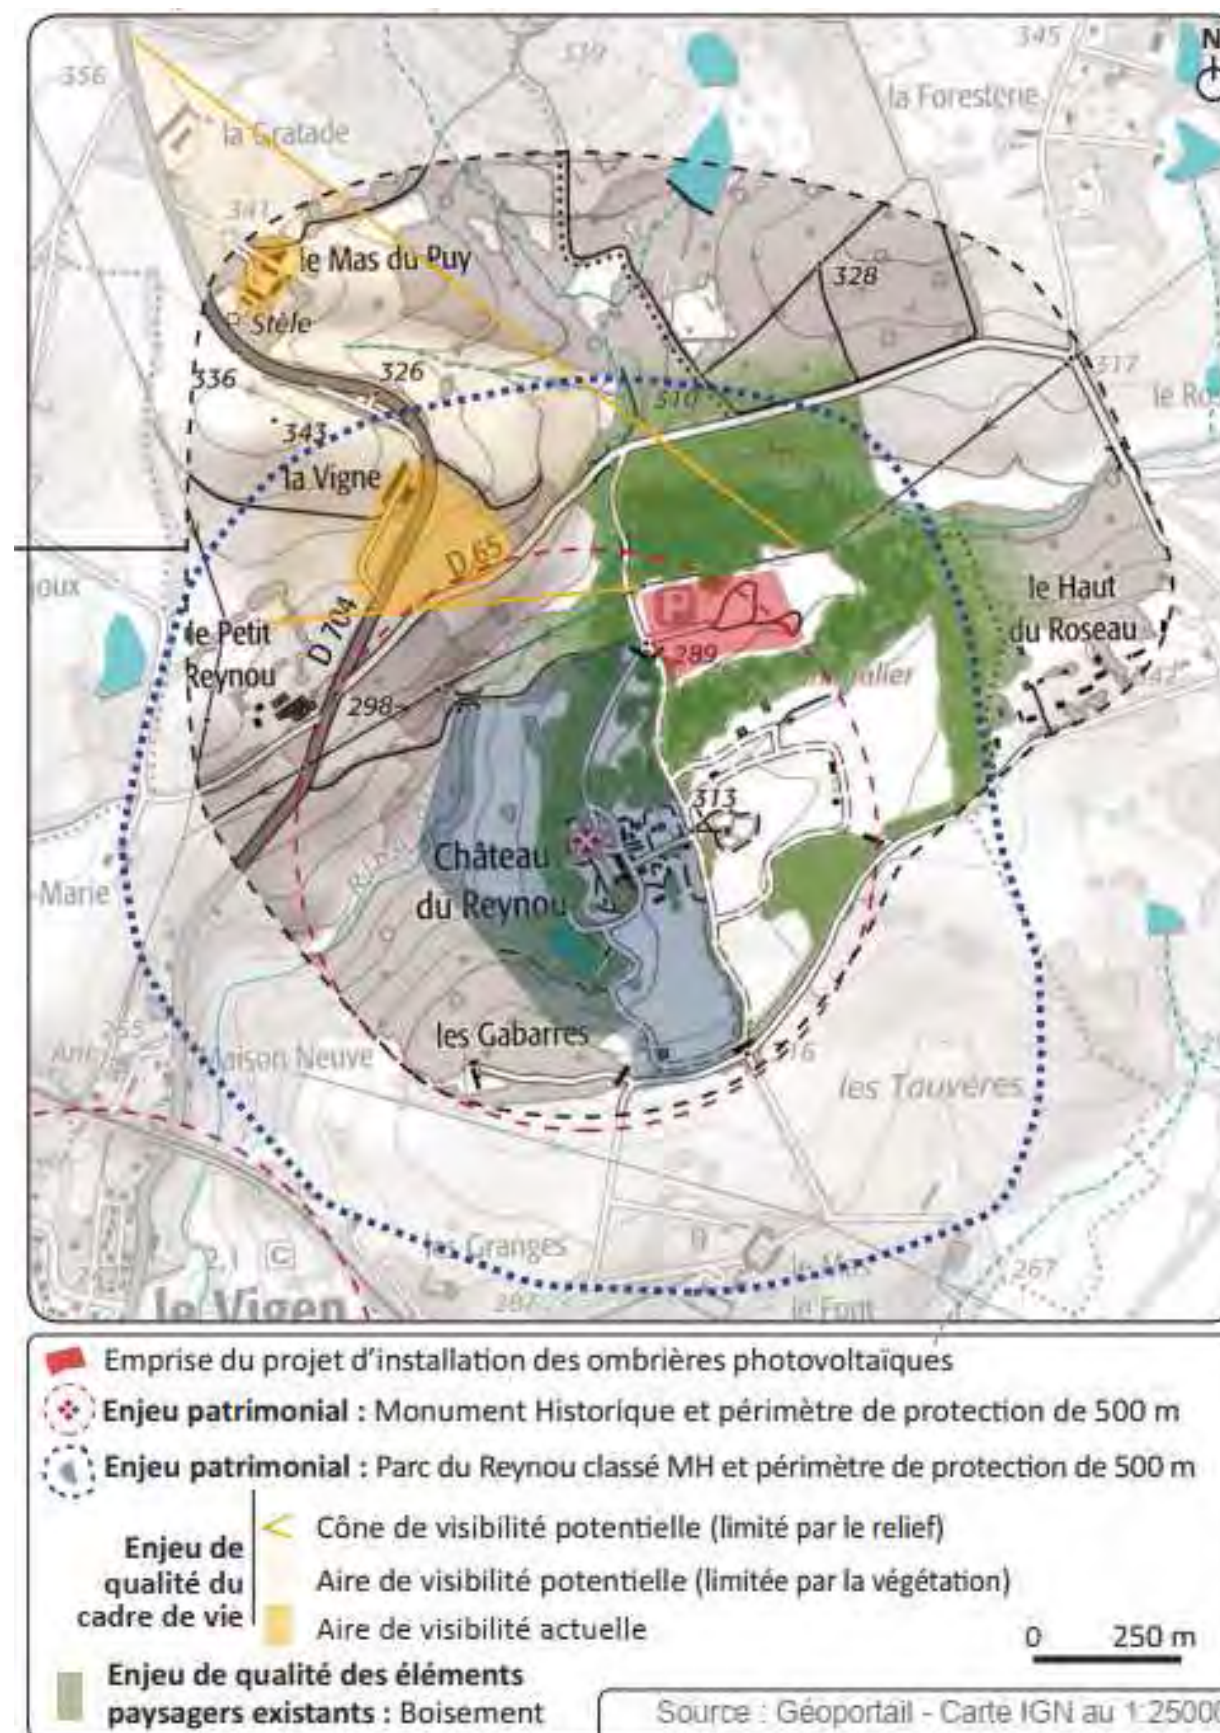 345
N
339
356
la Foresterie
la Gratade
341
le Mas du Puy
328
Stèle
317
336
326
310
343
la Vigne
D 65
le Haut
du Roseau
le Petit
Reynou
D 704
P
289
298
313
Château
du Reynou
-Marie
les Gabarres
Maison Neuve
16
les Tauvères
les Granges
C
267
287
le Vigen
le Font
Emprise du projet d'installation des ombrières photovoltaïques
Enjeu patrimonial : Monument Historique et périmètre de protection de 500 m
Enjeu patrimonial : Parc du Reynou classé MH et périmètre de protection de 500 m
Cône de visibilité potentielle (limité par le relief)
Enjeu de
qualité du
cadre de vie
Aire de visibilité potentielle (limitée par la végétation)
Aire de visibilité actuelle
0 250 m
Enjeu de qualité des éléments
paysagers existants : Boisement
Source : Géoportail - Carte IGN au 1:25000